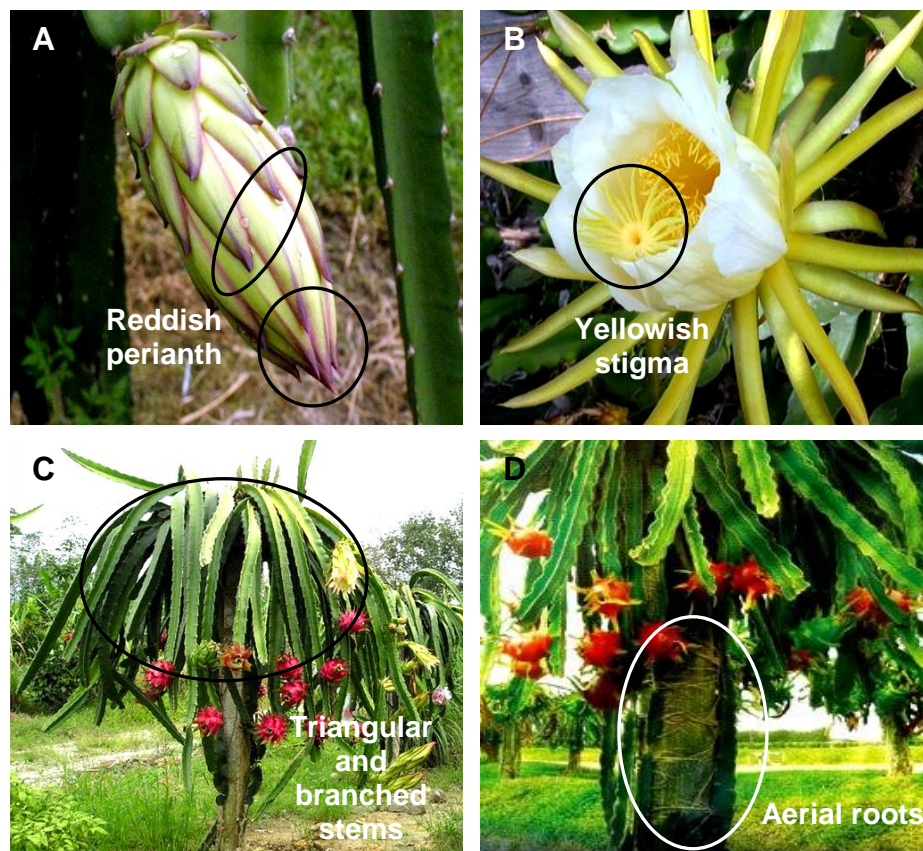 A
Reddish
perianth
B
Yellowish
stigma
C
Triangular
and
branched
stems
D
Aerial roots